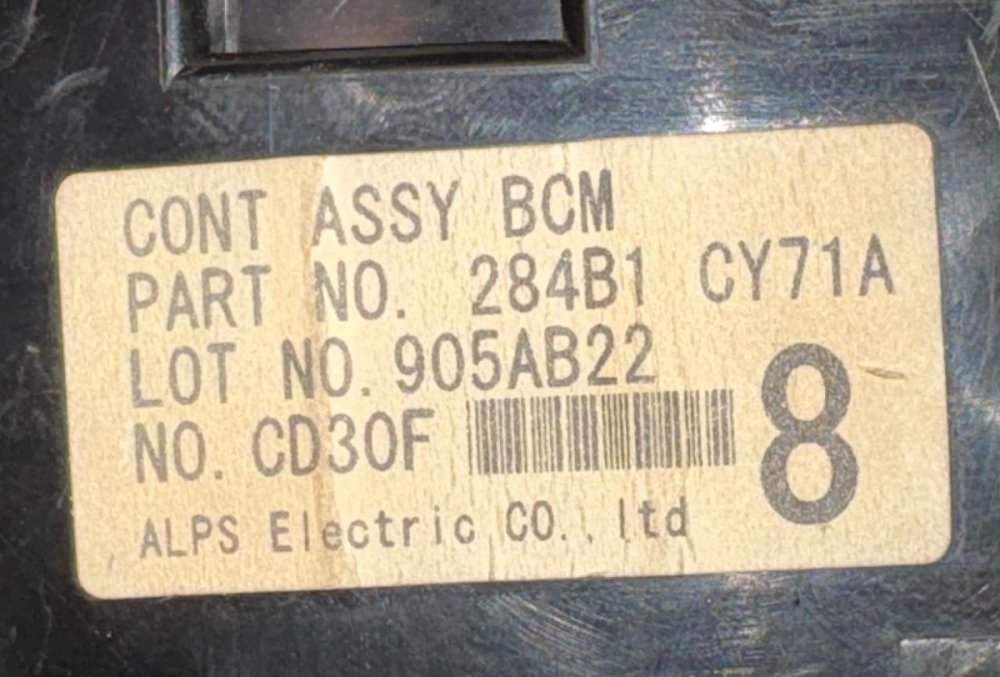 CONT ASSY BCM
PART NO. 284B1 CY71A
LOT NO. 905AB22
NO. CD30F
8
ALPS Electric CO., ltd